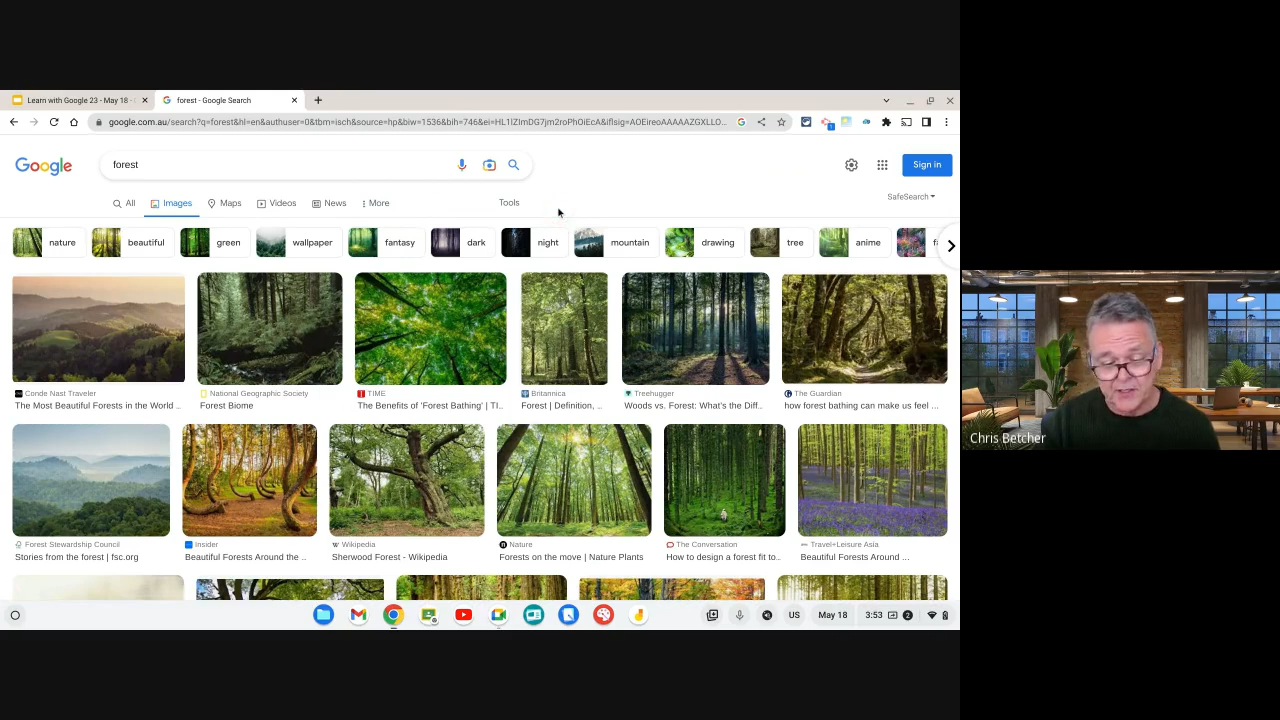 Learn with Google 23 - May 18 -
forest - Google Search
google.com.au/search?q=forest&hl=en&authuser=0&tbm=isch&source=hp&biw=1536&bih=746&ei=HL1lZImDG7jm2roPhOiEcA&iflsig=AOEireoAAAAAZGXLLO...
Google
forest
Sign in
All
Images
Maps
Videos
News
More
Tools
SafeSearch
nature
beautiful
green
wallpaper
fantasy
dark
night
mountain
drawing
tree
anime
Conde Nast Traveler
National Geographic Society
TIME
Britannica
Treehugger
The Guardian
The Most Beautiful Forests in the World ..
Forest Biome
The Benefits of 'Forest Bathing' | TI..
Forest | Definition, ..
Woods vs. Forest: What's the Diff..
how forest bathing can make us feel ...
Forest Stewardship Council
Insider
Wikipedia
Nature
The Conversation
Travel+Leisure Asia
Stories from the forest | fsc.org
Beautiful Forests Around the ..
Sherwood Forest - Wikipedia
Forests on the move | Nature Plants
How to design a forest fit to..
Beautiful Forests Around ...
US
May 18
3:53
2
Chris Betcher